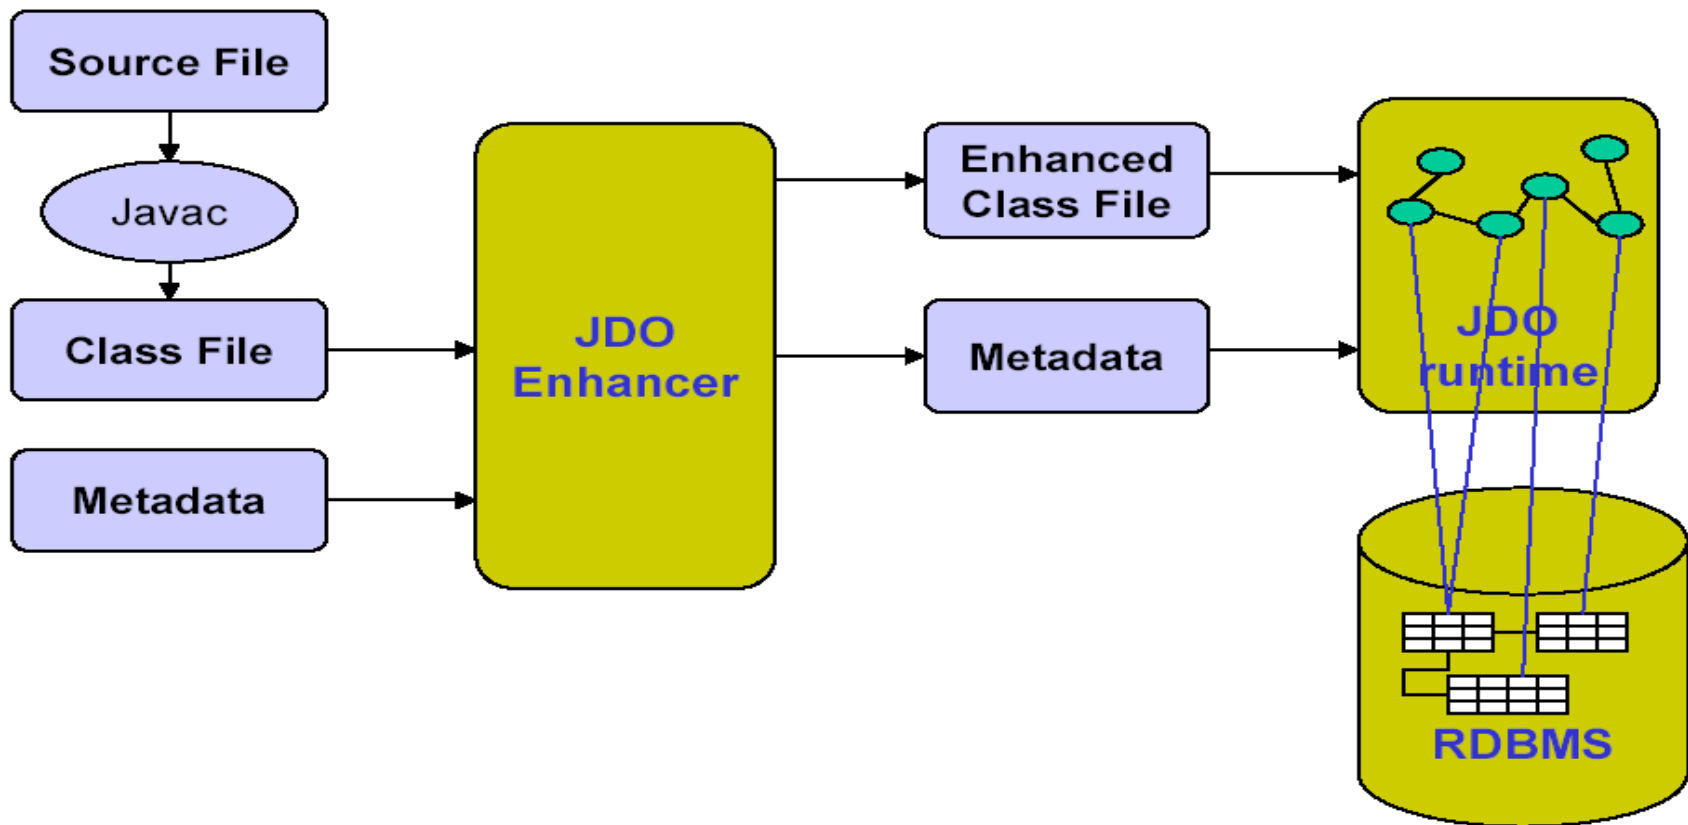 Source File
Javac
Class File
Metadata
JDO
Enhancer
Enhanced
Class File
Metadata
JDO
runtime
RDBMS